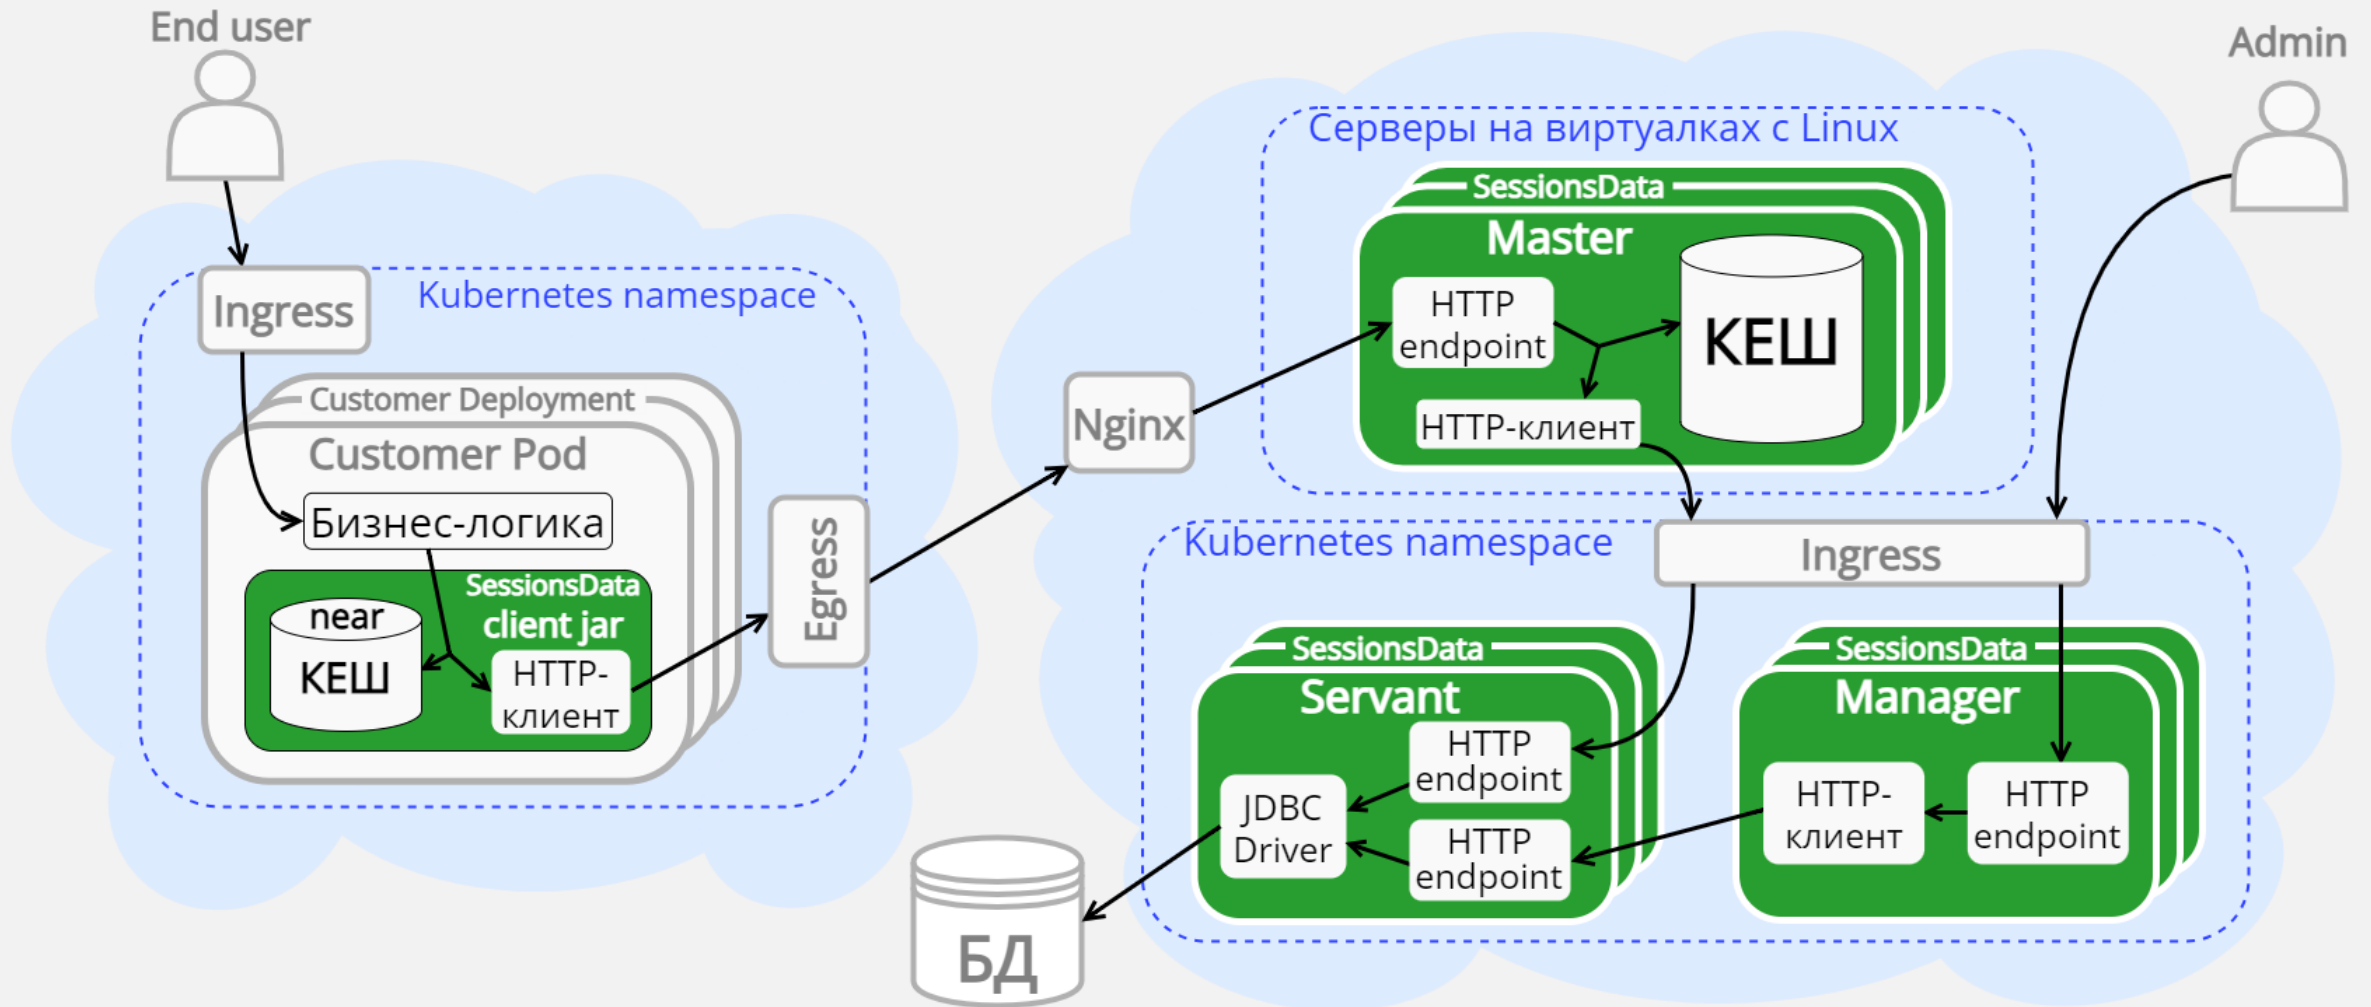 End user
Admin
Ingress
Kubernetes namespace
Customer Deployment
Customer Pod
Бизнес-логика
SessionsData
client jar
near
КЕШ
HTTP-
клиент
Egress
Nginx
Серверы на виртуалках с Linux
SessionsData
Master
HTTP
endpoint
КЕШ
HTTP-клиент
Kubernetes namespace
Ingress
SessionsData
Servant
HTTP
endpoint
JDBC
Driver
HTTP
endpoint
SessionsData
Manager
HTTP-
клиент
HTTP
endpoint
БД